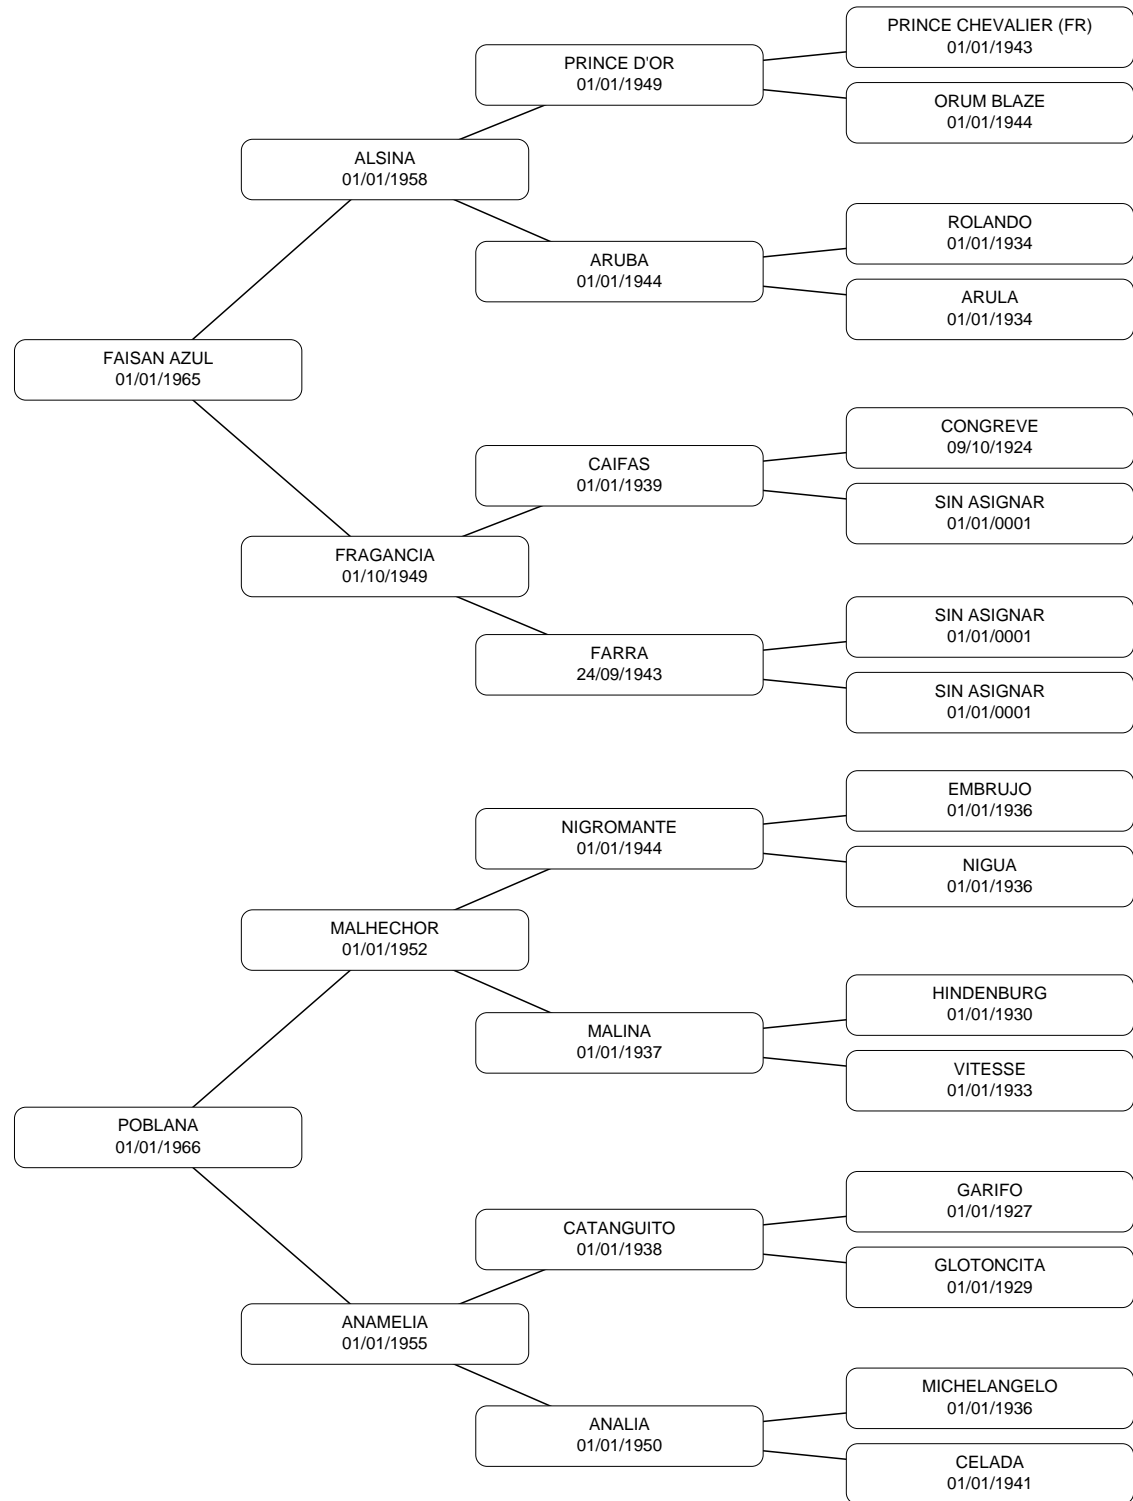 PRINCE CHEVALIER (FR)
01/01/1943
PRINCE D'OR
01/01/1949
ORUM BLAZE
01/01/1944
ALSINA
01/01/1958
ROLANDO
01/01/1934
ARUBA
01/01/1944
ARULA
01/01/1934
FAISAN AZUL
01/01/1965
CONGREVE
09/10/1924
CAIFAS
01/01/1939
SIN ASIGNAR
01/01/0001
FRAGANCIA
01/10/1949
SIN ASIGNAR
01/01/0001
FARRA
24/09/1943
SIN ASIGNAR
01/01/0001
EMBRUJO
01/01/1936
NIGROMANTE
01/01/1944
NIGUA
01/01/1936
MALHECHOR
01/01/1952
HINDENBURG
01/01/1930
MALINA
01/01/1937
VITESSE
01/01/1933
POBLANA
01/01/1966
GARIFO
01/01/1927
CATANGUITO
01/01/1938
GLOTONCITA
01/01/1929
ANAMELIA
01/01/1955
MICHELANGELO
01/01/1936
ANALIA
01/01/1950
CELADA
01/01/1941